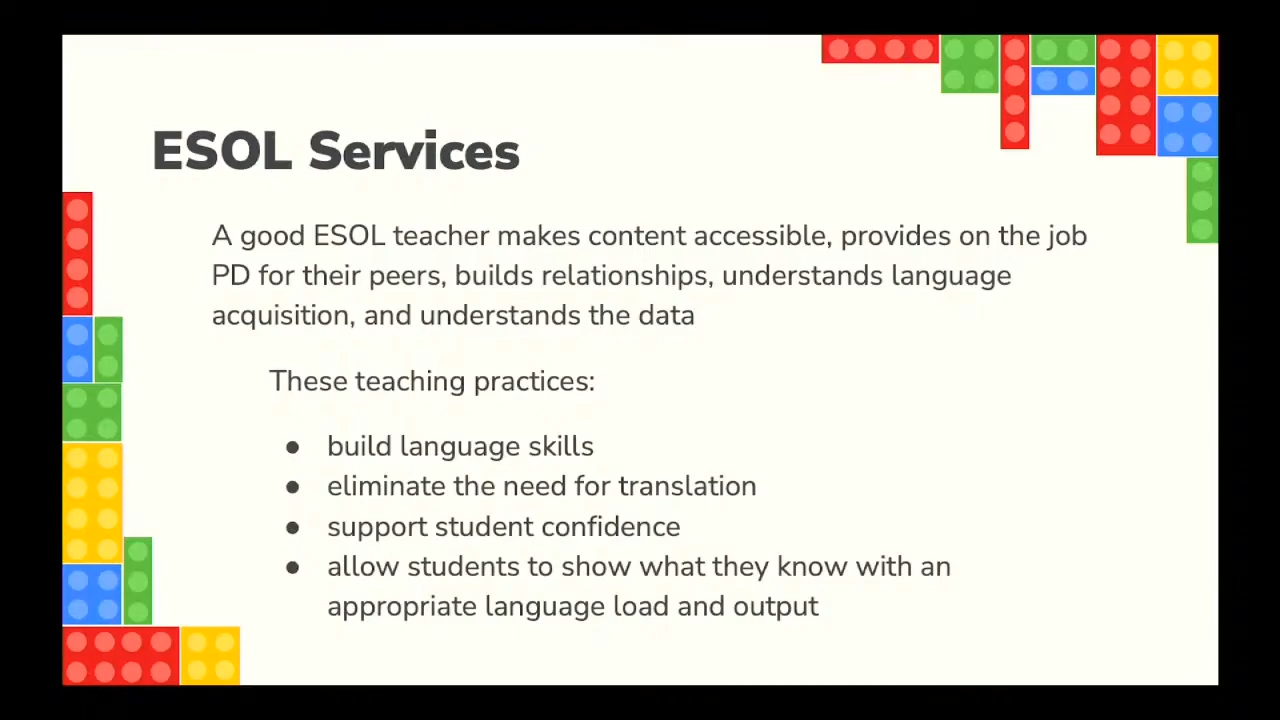 ESOL Services
A good ESOL teacher makes content accessible, provides on the job
PD for their peers, builds relationships, understands language
acquisition, and understands the data
These teaching practices:
● build language skills
● eliminate the need for translation
● support student confidence
● allow students to show what they know with an
appropriate language load and output